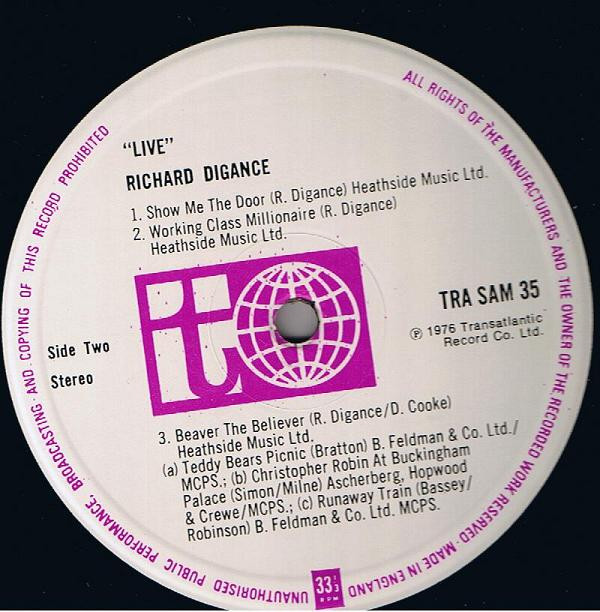 "LIVE"
RICHARD DIGANCE
1. Show Me The Door (R. Digance) Heathside Music Ltd.
2. Working Class Millionaire (R. Digance)
Heathside Music Ltd.
it
TRA SAM 35
℗ 1976 Transatlantic
Record Co. Ltd.
Side Two
Stereo
3. Beaver The Believer (R. Digance/D. Cooke)
Heathside Music Ltd.
(a) Teddy Bears Picnic (Bratton) B. Feldman & Co. Ltd./
MCPS.; (b) Christopher Robin At Buckingham
Palace (Simon/Milne) Ascherberg, Hopwood
& Crewe/MCPS.; (c) Runaway Train (Bassey/
Robinson) B. Feldman & Co. Ltd. MCPS.
ALL RIGHTS OF THE MANUFACTURERS AND THE OWNER OF THE RECORDED WORK RESERVED· MADE IN ENGLAND
33 1/3
RPM
UNAUTHORISED PUBLIC PERFORMANCE, BROADCASTING AND COPYING OF THIS RECORD PROHIBITED